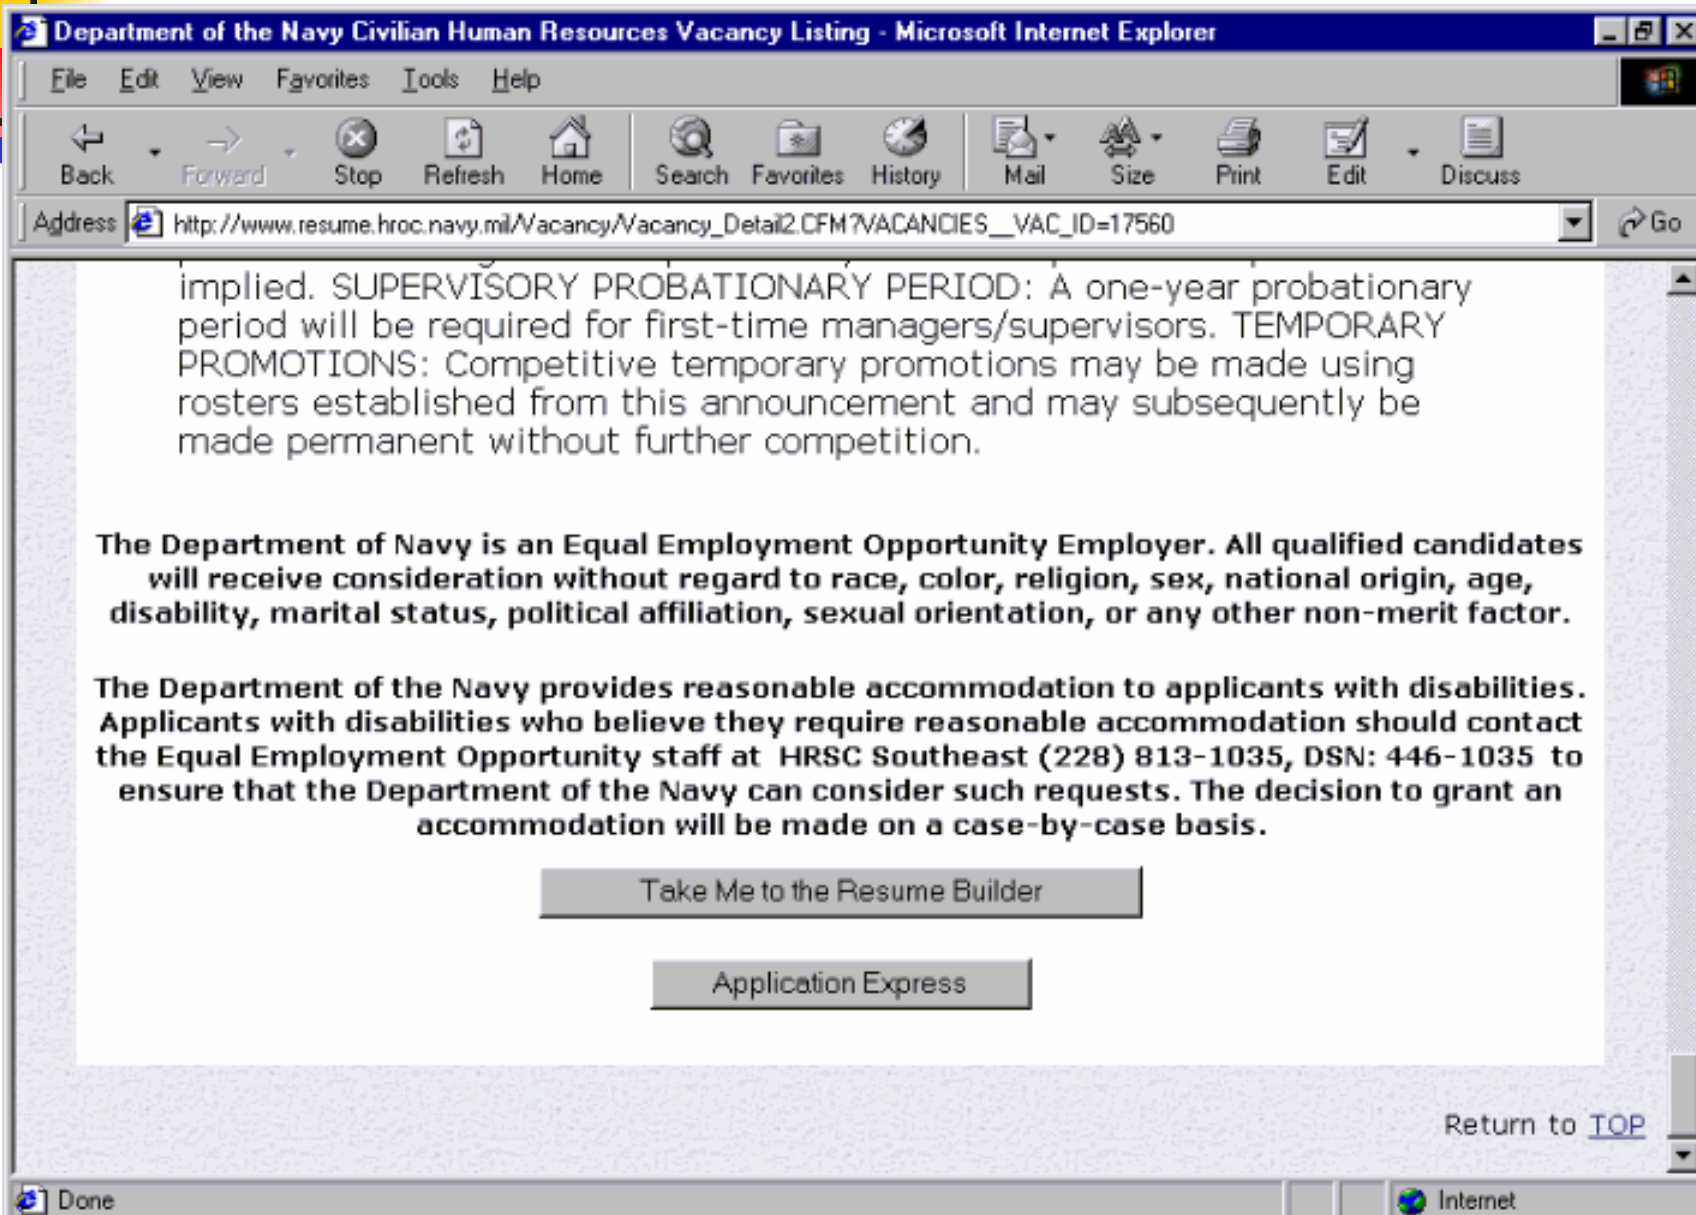 Department of the Navy Civilian Human Resources Vacancy Listing - Microsoft Internet Explorer
File Edit View Favorites Tools Help
Back Forward Stop Refresh Home Search Favorites History Mail Size Print Edit Discuss
Address http://www.resume.hroc.navy.mil/Vacancy/Vacancy_Detail2.CFM?VACANCIES__VAC_ID=17560 Go
implied. SUPERVISORY PROBATIONARY PERIOD: A one-year probationary
period will be required for first-time managers/supervisors. TEMPORARY
PROMOTIONS: Competitive temporary promotions may be made using
rosters established from this announcement and may subsequently be
made permanent without further competition.
The Department of Navy is an Equal Employment Opportunity Employer. All qualified candidates
will receive consideration without regard to race, color, religion, sex, national origin, age,
disability, marital status, political affiliation, sexual orientation, or any other non-merit factor.
The Department of the Navy provides reasonable accommodation to applicants with disabilities.
Applicants with disabilities who believe they require reasonable accommodation should contact
the Equal Employment Opportunity staff at HRSC Southeast (228) 813-1035, DSN: 446-1035 to
ensure that the Department of the Navy can consider such requests. The decision to grant an
accommodation will be made on a case-by-case basis.
Take Me to the Resume Builder
Application Express
Return to TOP
Done Internet